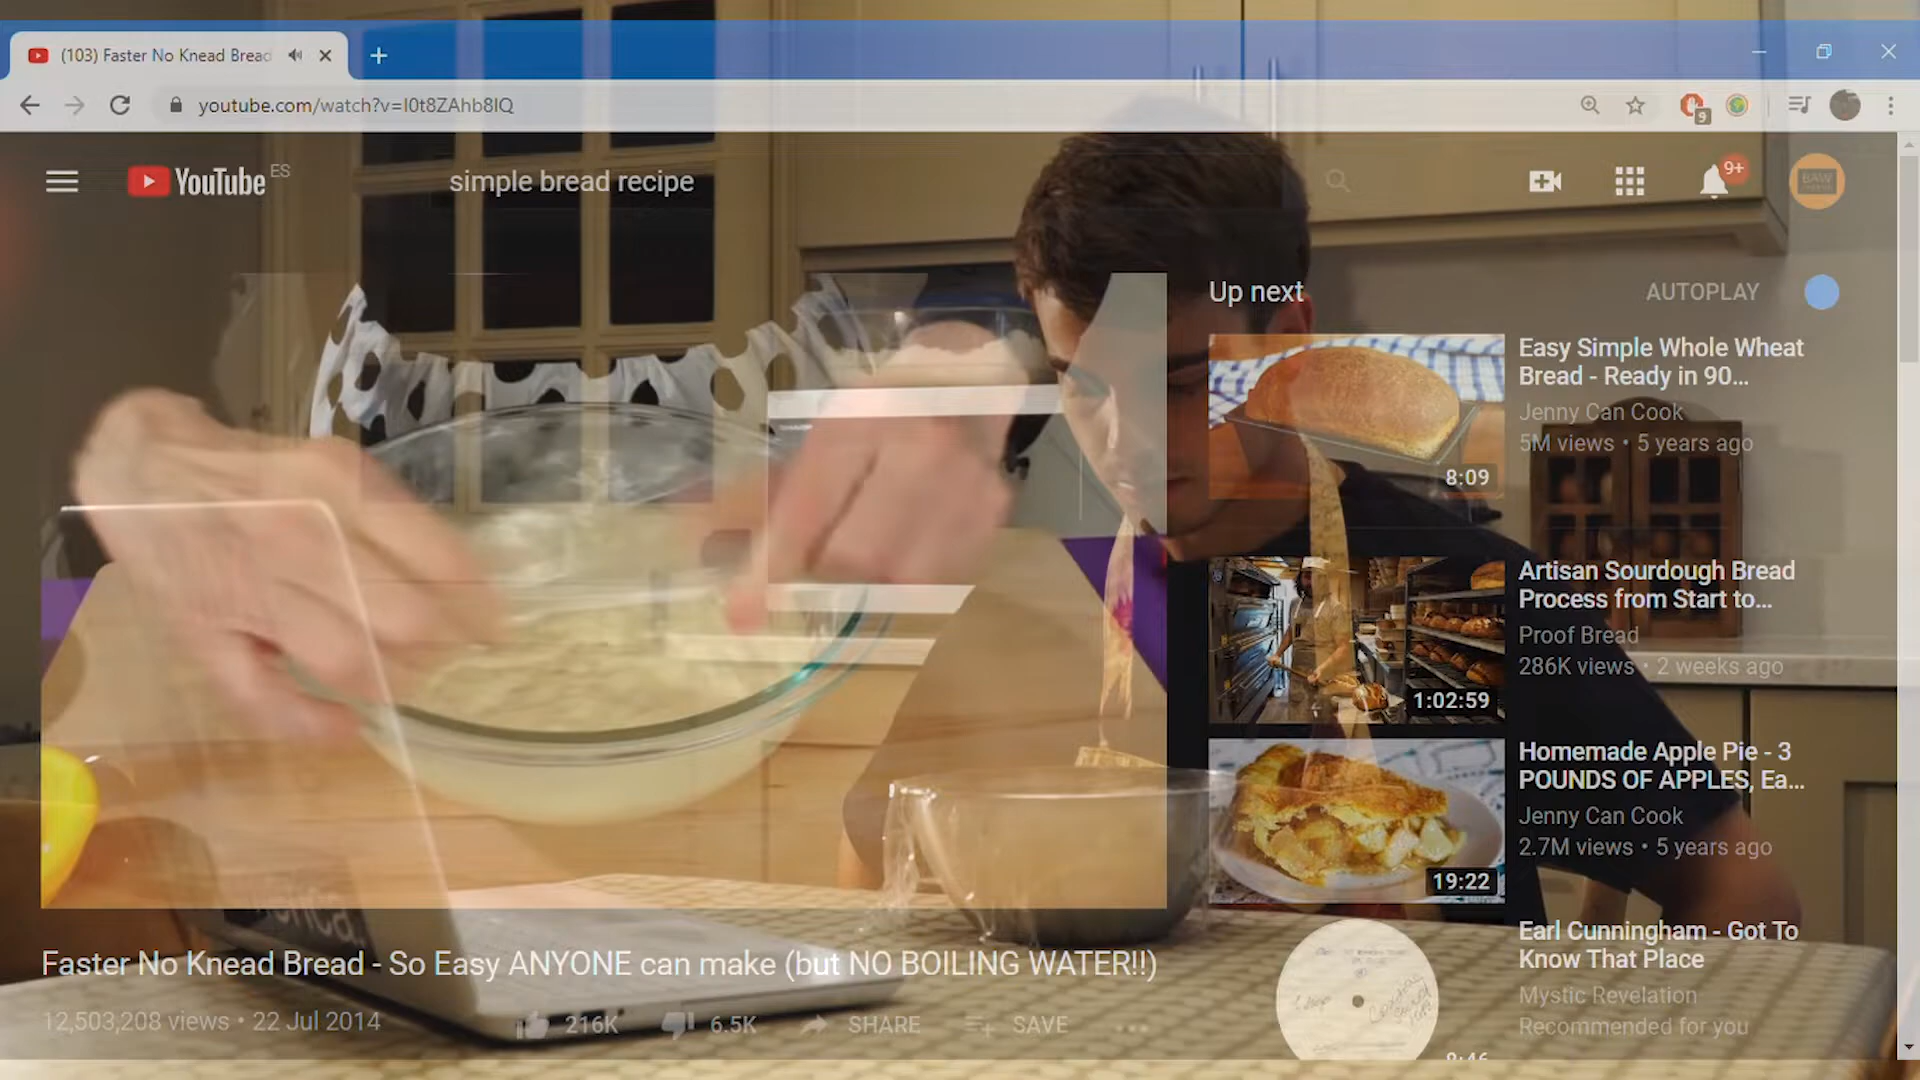 (103) Faster No Knead Bread
youtube.com/watch?v=I0t8ZAhb8lQ
9
YouTube ES
simple bread recipe
9+
BAW
Up next
AUTOPLAY
Easy Simple Whole Wheat
Bread - Ready in 90...
Jenny Can Cook
5M views • 5 years ago
8:09
Artisan Sourdough Bread
Process from Start to...
Proof Bread
286K views • 2 weeks ago
1:02:59
Homemade Apple Pie - 3
POUNDS OF APPLES, Ea...
Jenny Can Cook
2.7M views • 5 years ago
19:22
Earl Cunningham - Got To
Know That Place
Mystic Revelation
Recommended for you
8:46
Faster No Knead Bread - So Easy ANYONE can make (but NO BOILING WATER!!)
12,503,208 views • 22 Jul 2014
216K
6.5K
SHARE
SAVE